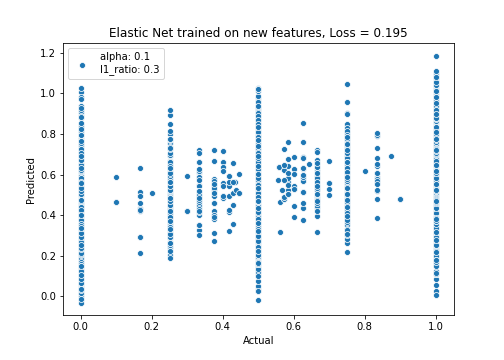 Elastic Net trained on new features, Loss = 0.195
alpha: 0.1
l1_ratio: 0.3
1.2
1.0
0.8
0.6
0.4
0.2
0.0
Predicted
0.0 0.2 0.4 0.6 0.8 1.0
Actual